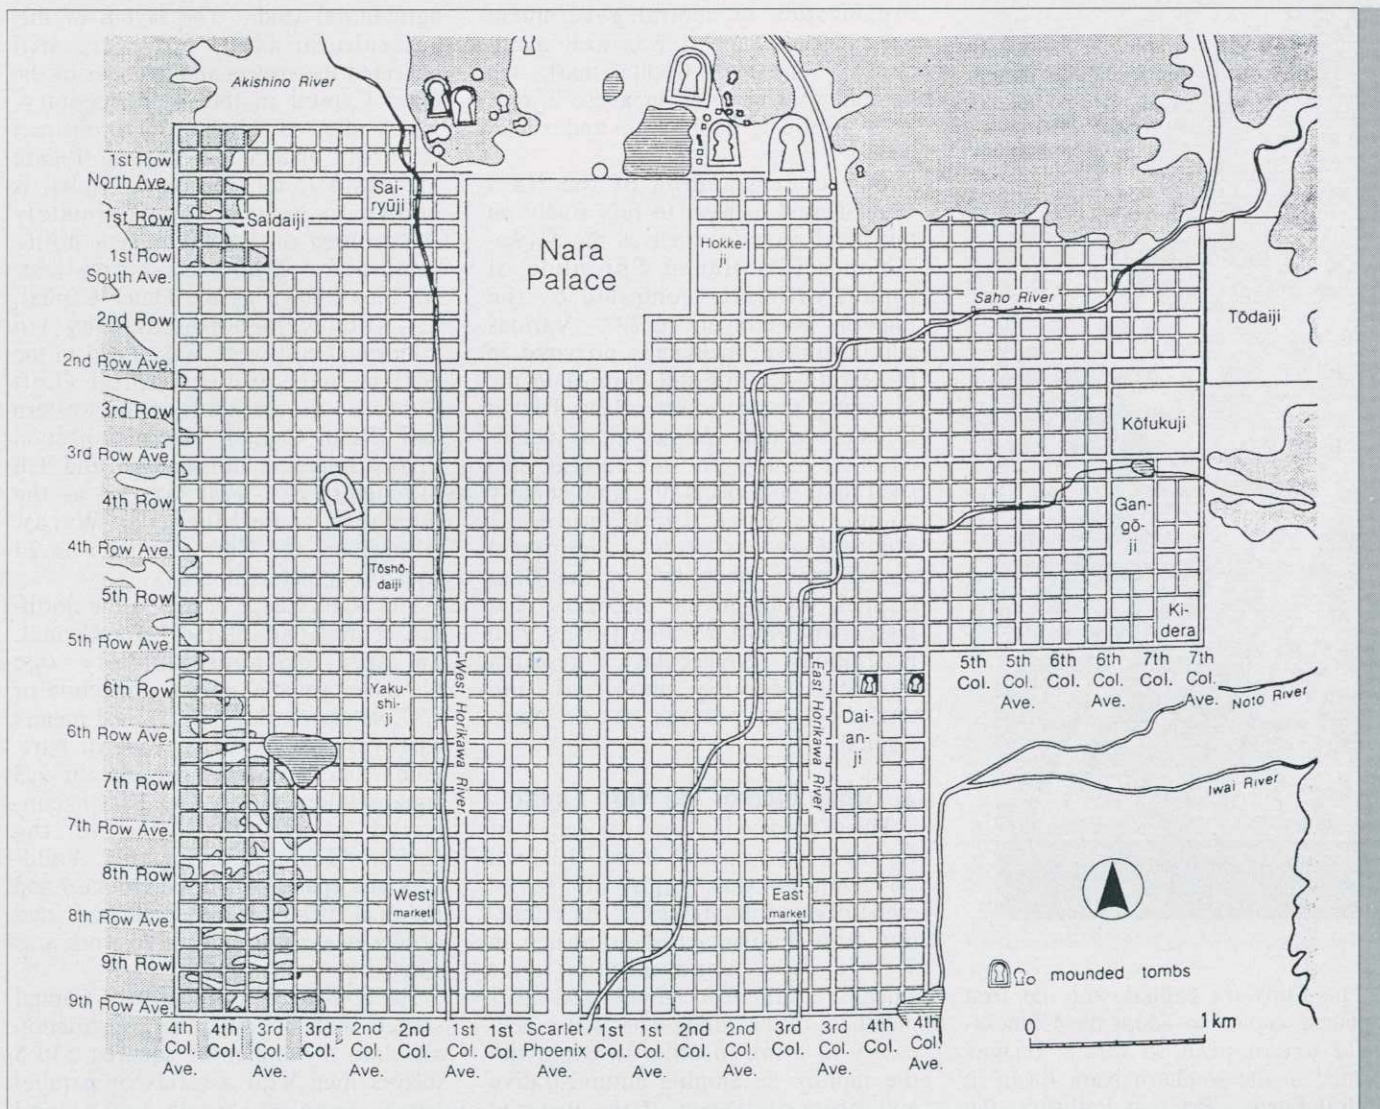 Akishino River
1st Row
North Ave.
1st Row
1st Row
South Ave.
2nd Row
2nd Row Ave.
3rd Row
3rd Row Ave.
4th Row
4th Row Ave.
5th Row
5th Row Ave.
6th Row
6th Row Ave.
7th Row
7th Row Ave.
8th Row
8th Row Ave.
9th Row
9th Row Ave.
Sai-
ryūji
Saidaiji
Nara
Palace
Hokke-
ji
Saho River
Tōdaiji
Kōfukuji
Gan-
gō-
ji
Ki-
dera
Tōshō-
daiji
Yaku-
shi-
ji
West Horikawa River
East Horikawa River
Dai-
an-
ji
West
market
East
market
5th
Col.
5th
Col.
Ave.
6th
Col.
6th
Col.
Ave.
7th
Col.
7th
Col.
Ave.
Noto River
Iwai River
mounded tombs
0 1 km
4th
Col.
Ave.
4th
Col.
3rd
Col.
Ave.
3rd
Col.
2nd
Col.
Ave.
2nd
Col.
1st
Col.
Ave.
1st
Col.
Scarlet
Phoenix
Ave.
1st
Col.
1st
Col.
Ave.
2nd
Col.
2nd
Col.
Ave.
3rd
Col.
3rd
Col.
Ave.
4th
Col.
4th
Col.
Ave.